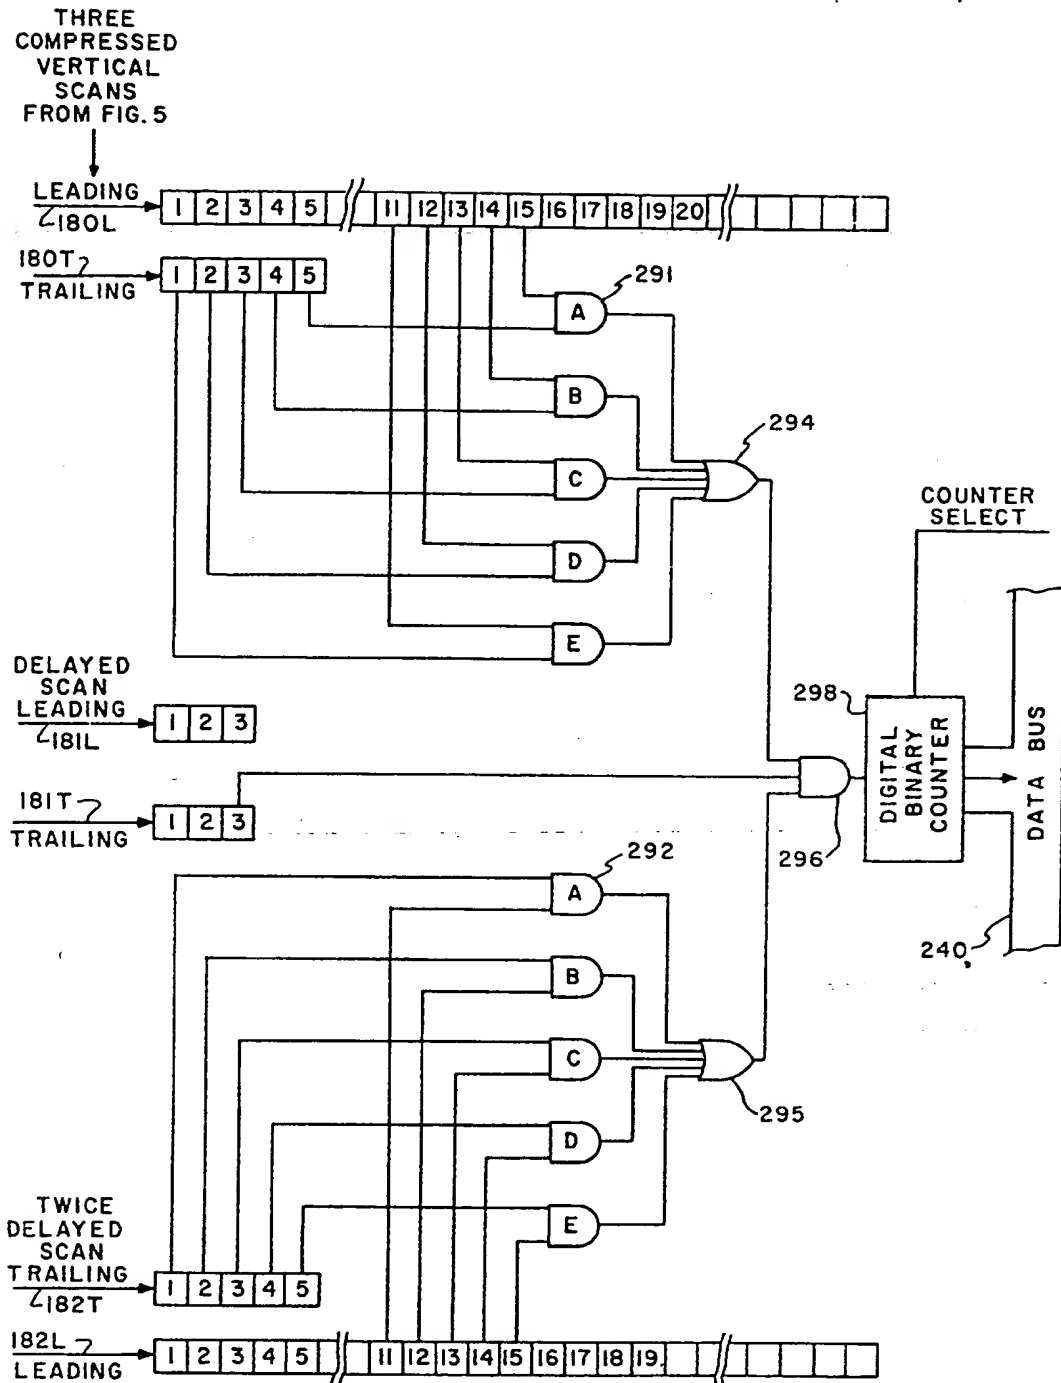 THREE
COMPRESSED
VERTICAL
SCANS
FROM FIG. 5
LEADING
180L
1 2 3 4 5 11 12 13 14 15 16 17 18 19 20
180T
TRAILING
1 2 3 4 5
291
A
B
C
D
E
294
COUNTER
SELECT
DELAYED
SCAN
LEADING
181L
1 2 3
298
DIGITAL
BINARY
COUNTER
DATA BUS
296
240
181T
TRAILING
1 2 3
292
A
B
C
D
E
295
TWICE
DELAYED
SCAN
TRAILING
182T
1 2 3 4 5
182L
LEADING
1 2 3 4 5 11 12 13 14 15 16 17 18 19